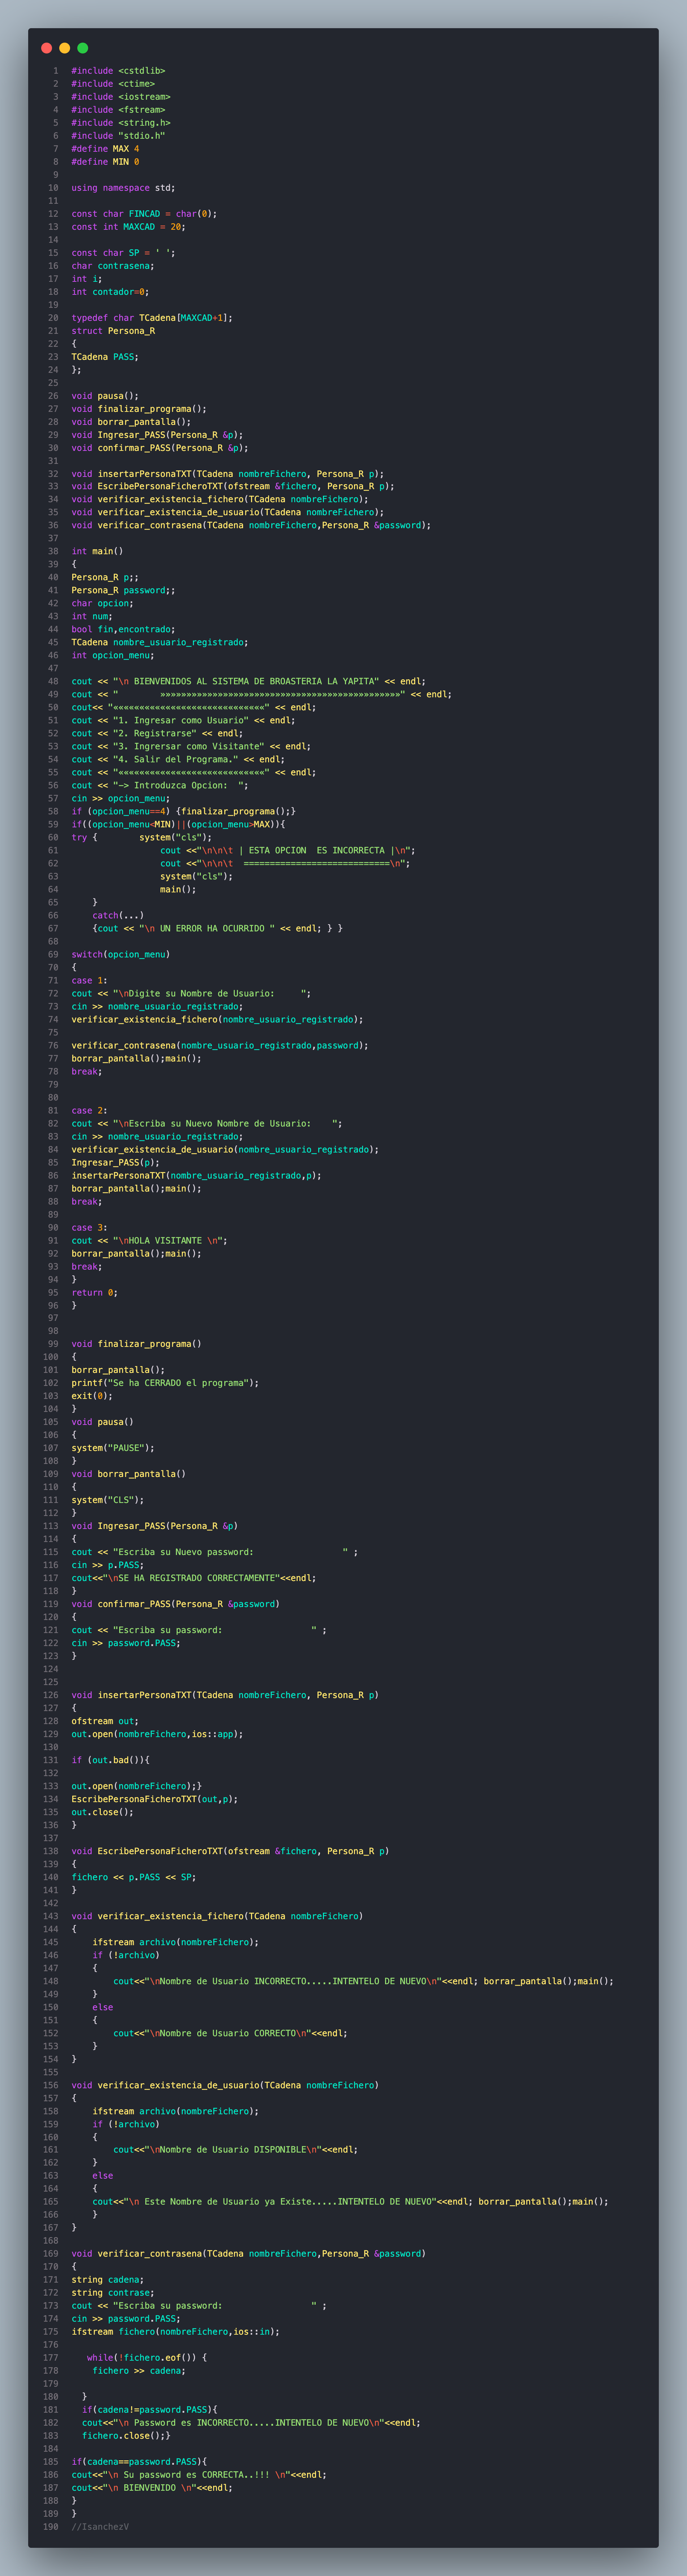 1 #include <cstdlib>
2 #include <ctime>
3 #include <iostream>
4 #include <fstream>
5 #include <string.h>
6 #include "stdio.h"
7 #define MAX 4
8 #define MIN 0
9
10 using namespace std;
11
12 const char FINCAD = char(0);
13 const int MAXCAD = 20;
14
15 const char SP = ' ';
16 char contrasena;
17 int i;
18 int contador=0;
19
20 typedef char TCadena[MAXCAD+1];
21 struct Persona_R
22 {
23 TCadena PASS;
24 };
25
26 void pausa();
27 void finalizar_programa();
28 void borrar_pantalla();
29 void Ingresar_PASS(Persona_R &p);
30 void confirmar_PASS(Persona_R &p);
31
32 void insertarPersonaTXT(TCadena nombreFichero, Persona_R p);
33 void EscribePersonaFicheroTXT(ofstream &fichero, Persona_R p);
34 void verificar_existencia_fichero(TCadena nombreFichero);
35 void verificar_existencia_de_usuario(TCadena nombreFichero);
36 void verificar_contrasena(TCadena nombreFichero,Persona_R &password);
37
38 int main()
39 {
40 Persona_R p;;
41 Persona_R password;;
42 char opcion;
43 int num;
44 bool fin,encontrado;
45 TCadena nombre_usuario_registrado;
46 int opcion_menu;
47
48 cout << "\n BIENVENIDOS AL SISTEMA DE BROASTERIA LA YAPITA" << endl;
49 cout << "        »»»»»»»»»»»»»»»»»»»»»»»»»»»»»»»»»»»»»»»»»»»»»»" << endl;
50 cout<< "««««««««««««««««««««««««««««" << endl;
51 cout << "1. Ingresar como Usuario" << endl;
52 cout << "2. Registrarse" << endl;
53 cout << "3. Ingrersar como Visitante" << endl;
54 cout << "4. Salir del Programa." << endl;
55 cout << "««««««««««««««««««««««««««««" << endl;
56 cout << "-> Introduzca Opcion:  ";
57 cin >> opcion_menu;
58 if (opcion_menu==4) {finalizar_programa();}
59 if((opcion_menu<MIN)||(opcion_menu>MAX)){
60 try {        system("cls");
61                  cout <<"\n\n\t | ESTA OPCION  ES INCORRECTA |\n";
62                  cout <<"\n\n\t  ============================\n";
63                  system("cls");
64                  main();
65     }
66     catch(...)
67     {cout << "\n UN ERROR HA OCURRIDO " << endl; } }
68
69 switch(opcion_menu)
70 {
71 case 1:
72 cout << "\nDigite su Nombre de Usuario:     ";
73 cin >> nombre_usuario_registrado;
74 verificar_existencia_fichero(nombre_usuario_registrado);
75
76 verificar_contrasena(nombre_usuario_registrado,password);
77 borrar_pantalla();main();
78 break;
79
80
81 case 2:
82 cout << "\nEscriba su Nuevo Nombre de Usuario:    ";
83 cin >> nombre_usuario_registrado;
84 verificar_existencia_de_usuario(nombre_usuario_registrado);
85 Ingresar_PASS(p);
86 insertarPersonaTXT(nombre_usuario_registrado,p);
87 borrar_pantalla();main();
88 break;
89
90 case 3:
91 cout << "\nHOLA VISITANTE \n";
92 borrar_pantalla();main();
93 break;
94 }
95 return 0;
96 }
97
98
99 void finalizar_programa()
100 {
101 borrar_pantalla();
102 printf("Se ha CERRADO el programa");
103 exit(0);
104 }
105 void pausa()
106 {
107 system("PAUSE");
108 }
109 void borrar_pantalla()
110 {
111 system("CLS");
112 }
113 void Ingresar_PASS(Persona_R &p)
114 {
115 cout << "Escriba su Nuevo password:                 " ;
116 cin >> p.PASS;
117 cout<<"\nSE HA REGISTRADO CORRECTAMENTE"<<endl;
118 }
119 void confirmar_PASS(Persona_R &password)
120 {
121 cout << "Escriba su password:                 " ;
122 cin >> password.PASS;
123 }
124
125
126 void insertarPersonaTXT(TCadena nombreFichero, Persona_R p)
127 {
128 ofstream out;
129 out.open(nombreFichero,ios::app);
130
131 if (out.bad()){
132
133 out.open(nombreFichero);}
134 EscribePersonaFicheroTXT(out,p);
135 out.close();
136 }
137
138 void EscribePersonaFicheroTXT(ofstream &fichero, Persona_R p)
139 {
140 fichero << p.PASS << SP;
141 }
142
143 void verificar_existencia_fichero(TCadena nombreFichero)
144 {
145     ifstream archivo(nombreFichero);
146     if (!archivo)
147     {
148         cout<<"\nNombre de Usuario INCORRECTO.....INTENTELO DE NUEVO\n"<<endl; borrar_pantalla();main();
149     }
150     else
151     {
152         cout<<"\nNombre de Usuario CORRECTO\n"<<endl;
153     }
154 }
155
156 void verificar_existencia_de_usuario(TCadena nombreFichero)
157 {
158     ifstream archivo(nombreFichero);
159     if (!archivo)
160     {
161         cout<<"\nNombre de Usuario DISPONIBLE\n"<<endl;
162     }
163     else
164     {
165     cout<<"\n Este Nombre de Usuario ya Existe.....INTENTELO DE NUEVO"<<endl; borrar_pantalla();main();
166     }
167 }
168
169 void verificar_contrasena(TCadena nombreFichero,Persona_R &password)
170 {
171 string cadena;
172 string contrase;
173 cout << "Escriba su password:                 " ;
174 cin >> password.PASS;
175 ifstream fichero(nombreFichero,ios::in);
176
177    while(!fichero.eof()) {
178     fichero >> cadena;
179
180   }
181   if(cadena!=password.PASS){
182   cout<<"\n Password es INCORRECTO.....INTENTELO DE NUEVO\n"<<endl;
183   fichero.close();}
184
185 if(cadena==password.PASS){
186 cout<<"\n Su password es CORRECTA..!!! \n"<<endl;
187 cout<<"\n BIENVENIDO \n"<<endl;
188 }
189 }
190 //IsanchezV